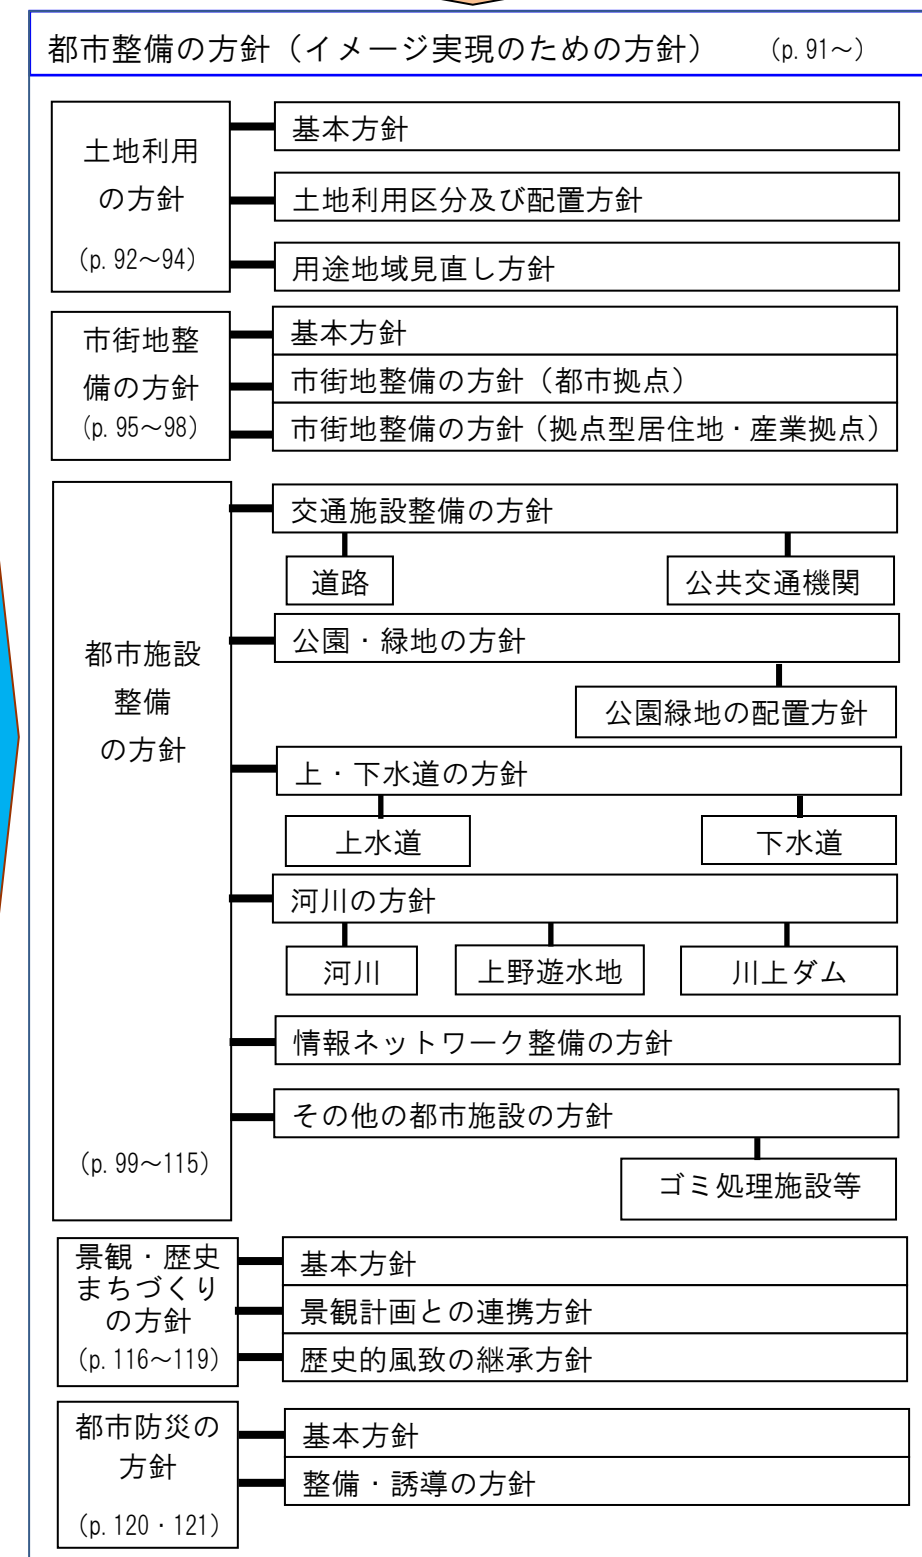 都市整備の方針（イメージ実現のための方針） （p.91～）
土地利用
の方針
（p.92～94）
基本方針
土地利用区分及び配置方針
用途地域見直し方針
市街地整
備の方針
（p.95～98）
基本方針
市街地整備の方針（都市拠点）
市街地整備の方針（拠点型居住地・産業拠点）
都市施設
整備
の方針
（p.99～115）
交通施設整備の方針
道路
公共交通機関
公園・緑地の方針
公園緑地の配置方針
上・下水道の方針
上水道
下水道
河川の方針
河川
上野遊水地
川上ダム
情報ネットワーク整備の方針
その他の都市施設の方針
ゴミ処理施設等
景観・歴史
まちづくり
の方針
（p.116～119）
基本方針
景観計画との連携方針
歴史的風致の継承方針
都市防災の
方針
（p.120・121）
基本方針
整備・誘導の方針